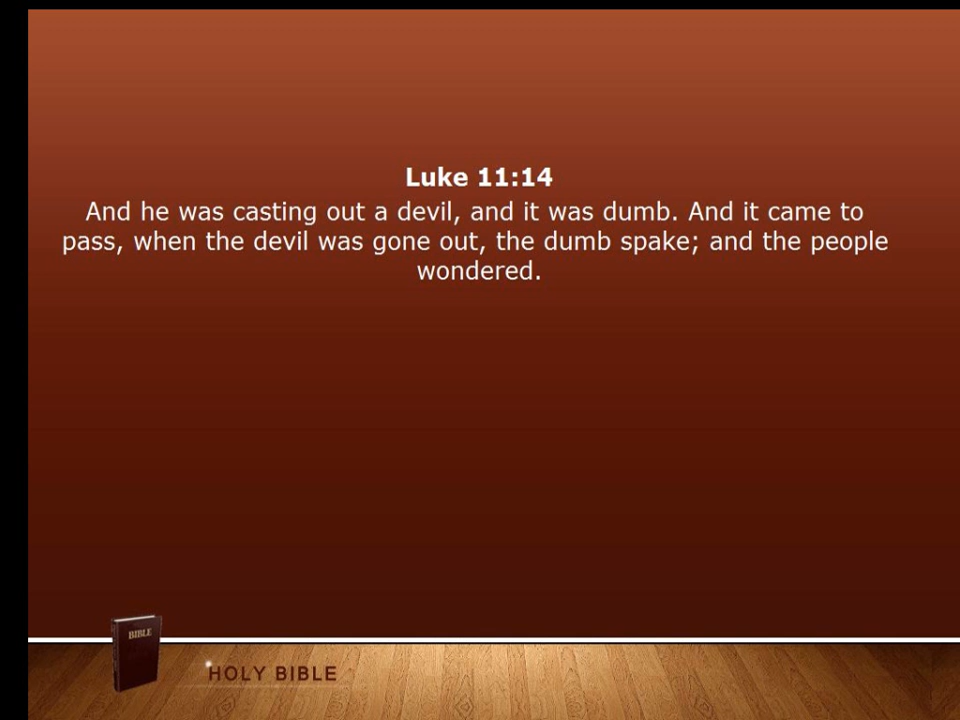 Luke 11:14
And he was casting out a devil, and it was dumb. And it came to
pass, when the devil was gone out, the dumb spake; and the people
wondered.
BIBLE
HOLY BIBLE